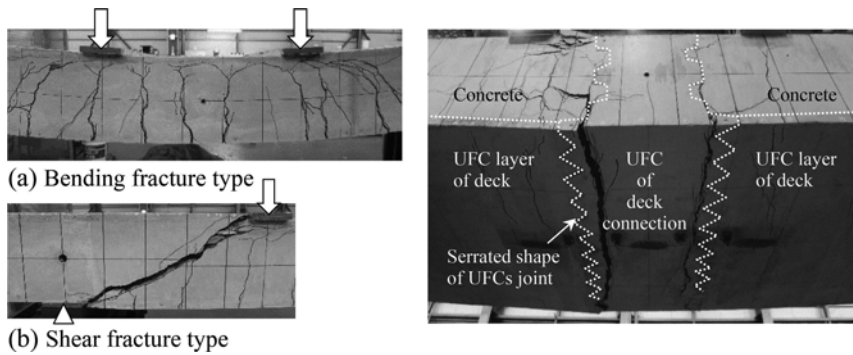 (a) Bending fracture type
(b) Shear fracture type
Concrete
Concrete
UFC layer
of deck
UFC
of
deck
connection
UFC layer
of deck
Serrated shape
of UFCs joint